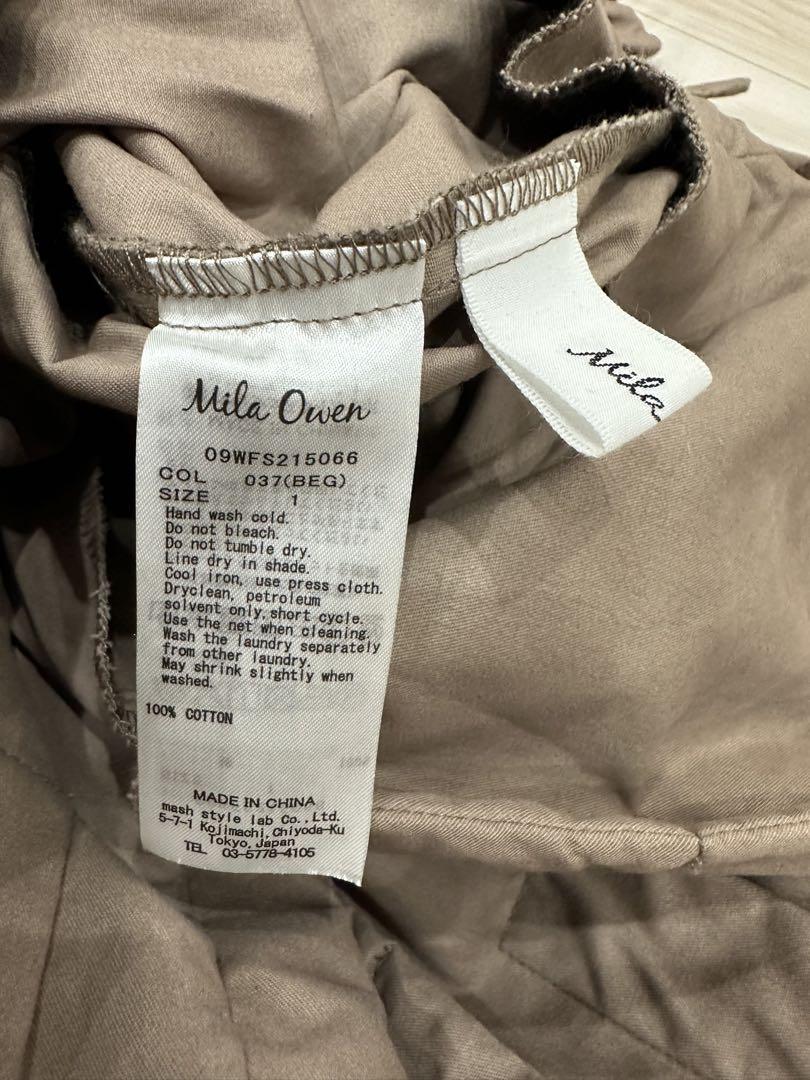 Mila Owen
09WFS215066
COL 037(BEG)
SIZE 1
Hand wash cold.
Do not bleach.
Do not tumble dry.
Line dry in shade.
Cool iron, use press cloth.
Dryclean, petroleum
solvent only, short cycle.
Use the net when cleaning.
Wash the laundry separately
from other laundry.
May shrink slightly when
washed.
100% COTTON
MADE IN CHINA
mash style lab Co., Ltd.
5-7-1 Kojimachi, Chiyoda-Ku
Tokyo, Japan
TEL 03-5778-4105
Mila